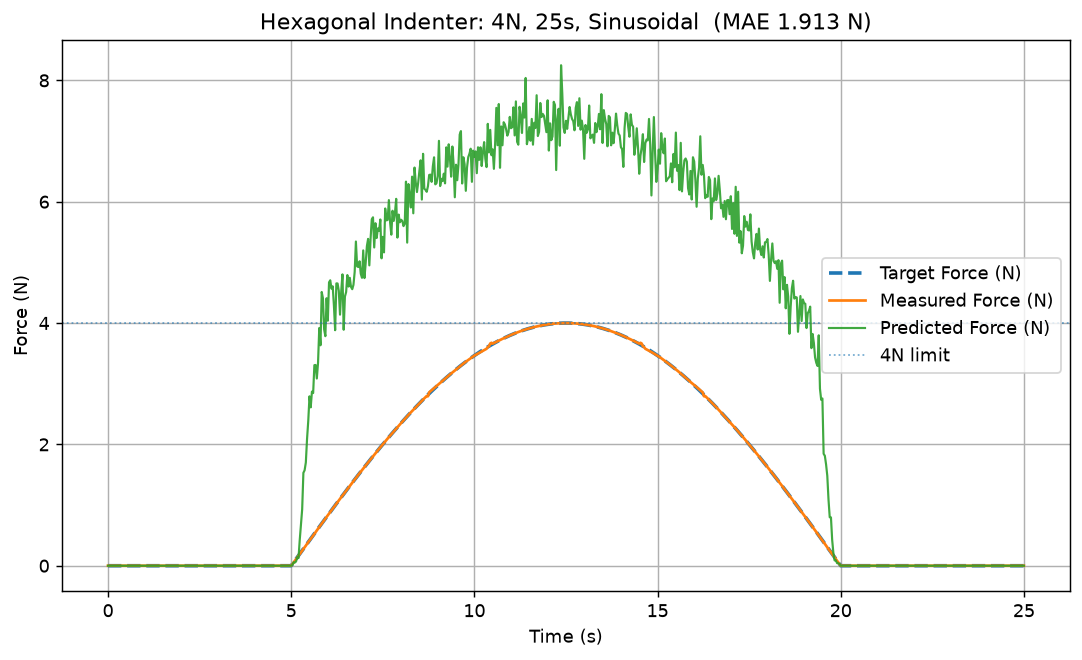 Hexagonal Indenter: 4N, 25s, Sinusoidal  (MAE 1.913 N)
Force (N)
8
6
4
2
0
Target Force (N)
Measured Force (N)
Predicted Force (N)
4N limit
0
5
10
15
20
25
Time (s)